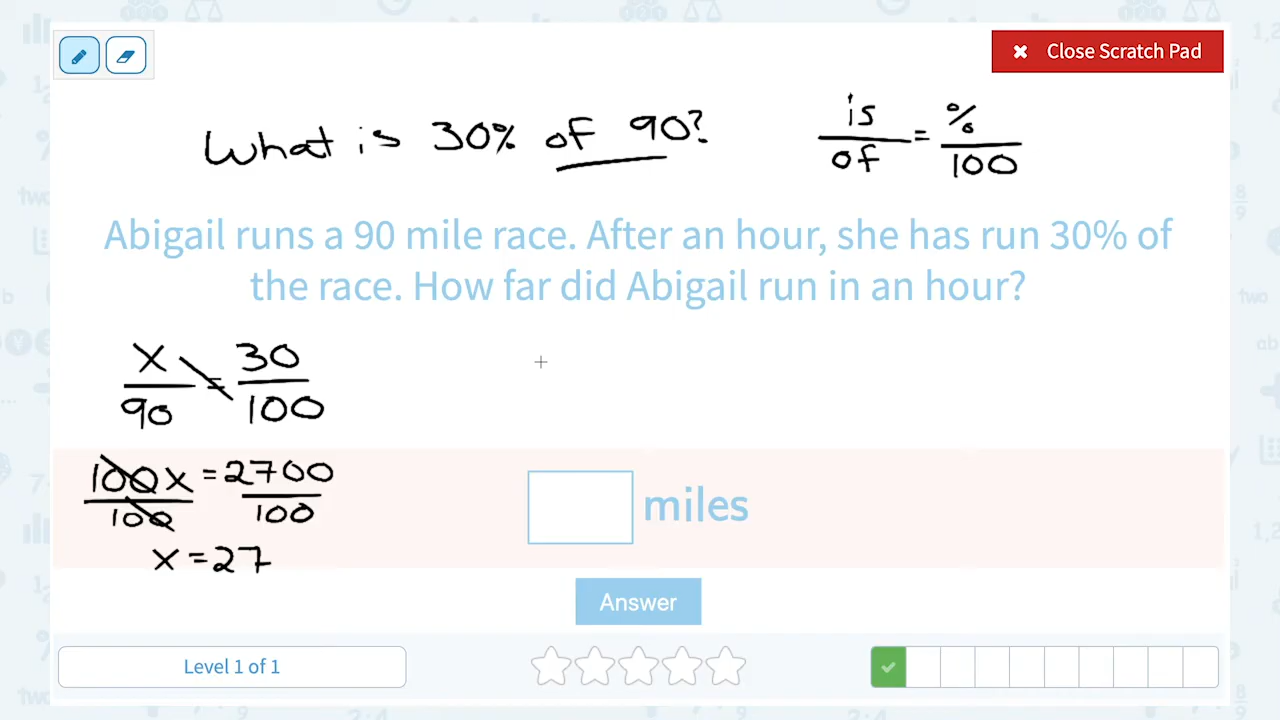 Close Scratch Pad
What is 30% of 90?
is
of
=
%
100
Abigail runs a 90 mile race. After an hour, she has run 30% of
the race. How far did Abigail run in an hour?
x
90
=
30
100
100x = 2700
100
100
x = 27
miles
Answer
Level 1 of 1